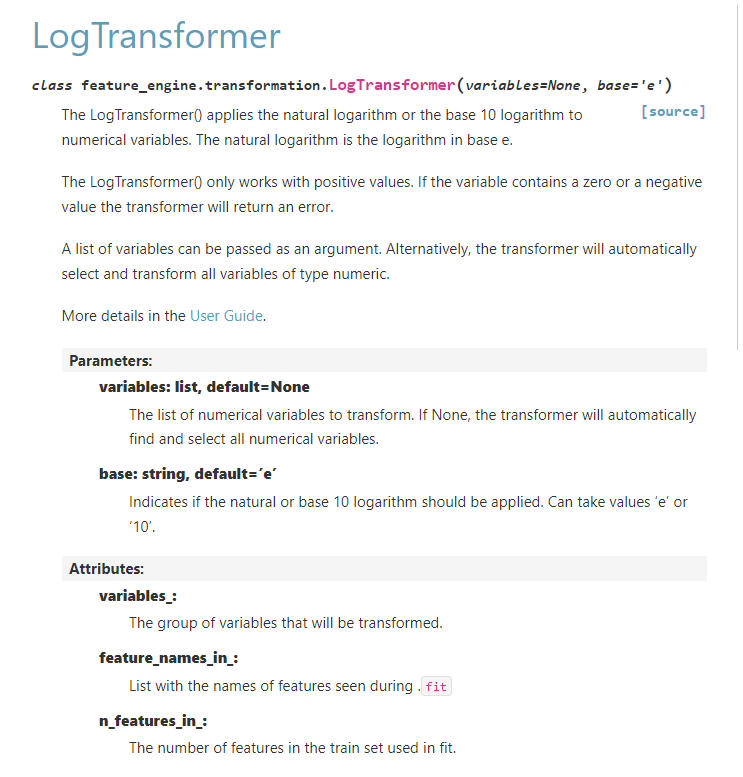 LogTransformer
class feature_engine.transformation.LogTransformer(variables=None, base='e')
[source]
The LogTransformer() applies the natural logarithm or the base 10 logarithm to
numerical variables. The natural logarithm is the logarithm in base e.
The LogTransformer() only works with positive values. If the variable contains a zero or a negative
value the transformer will return an error.
A list of variables can be passed as an argument. Alternatively, the transformer will automatically
select and transform all variables of type numeric.
More details in the User Guide.
Parameters:
variables: list, default=None
The list of numerical variables to transform. If None, the transformer will automatically
find and select all numerical variables.
base: string, default=’e’
Indicates if the natural or base 10 logarithm should be applied. Can take values ‘e’ or
‘10’.
Attributes:
variables_:
The group of variables that will be transformed.
feature_names_in_:
List with the names of features seen during .fit
n_features_in_:
The number of features in the train set used in fit.